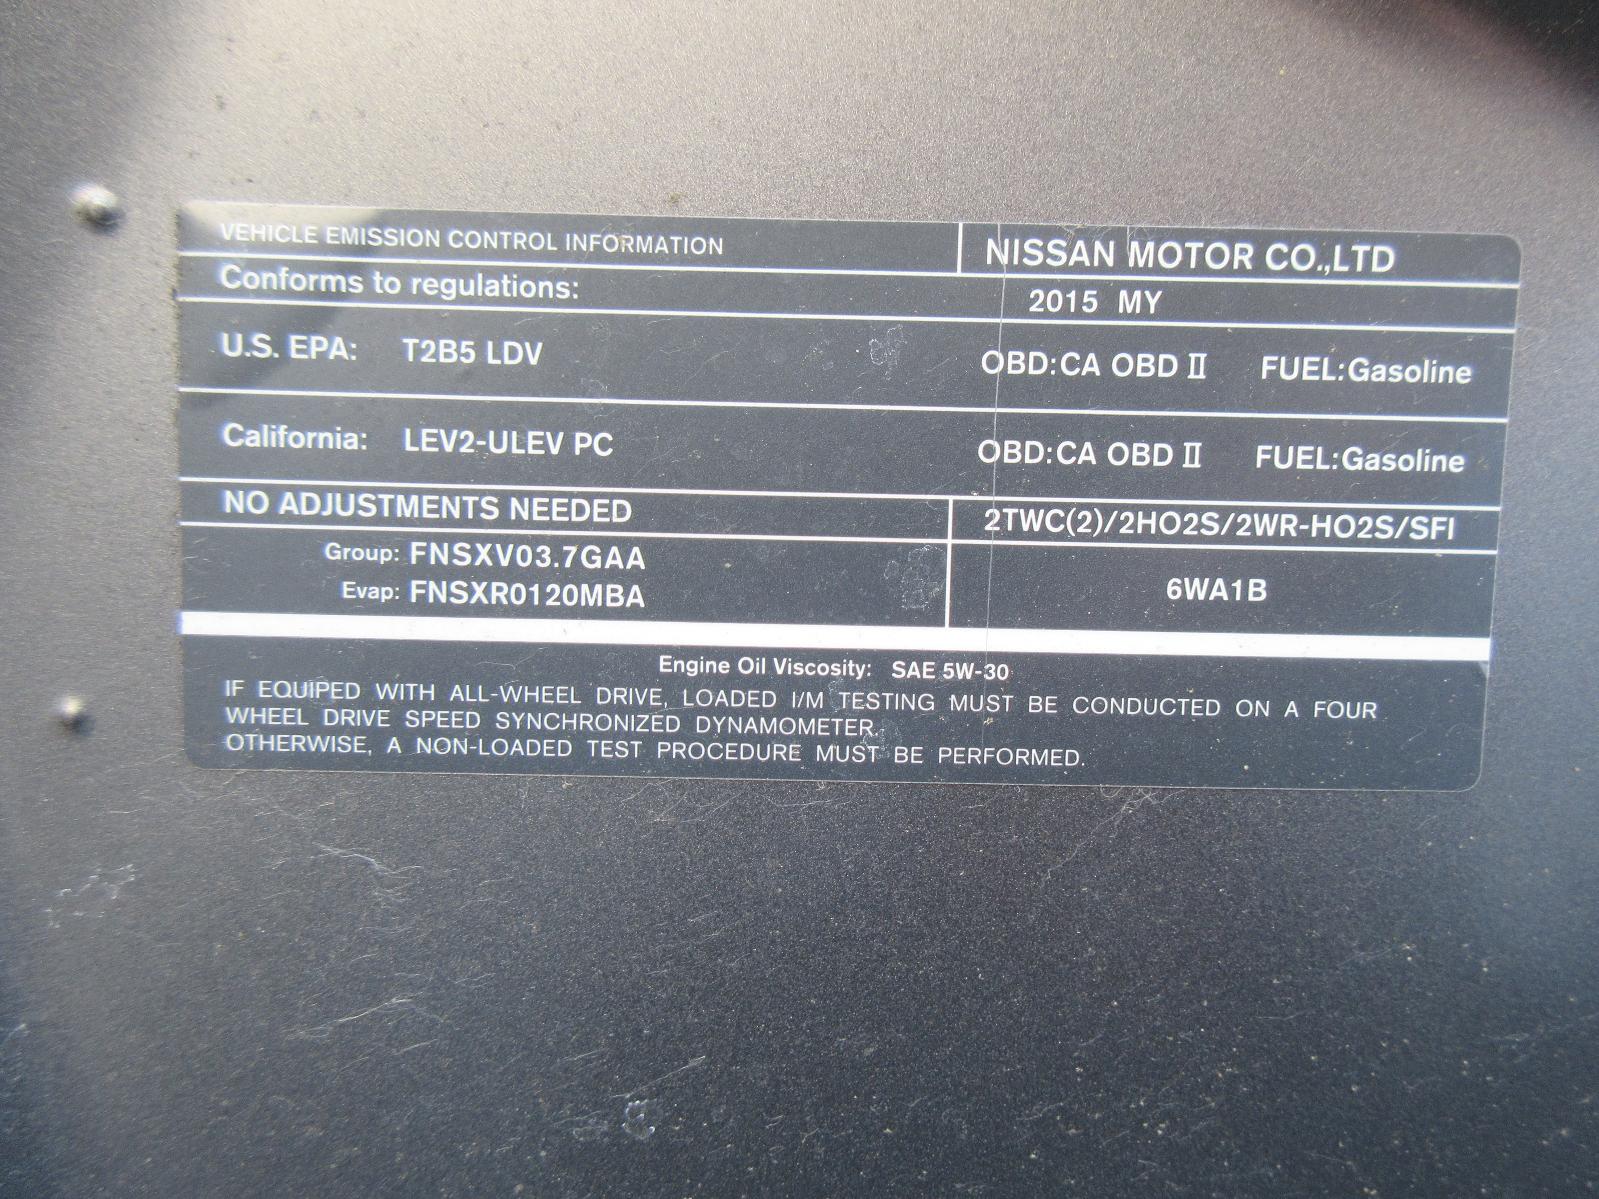 VEHICLE EMISSION CONTROL INFORMATION NISSAN MOTOR CO.,LTD
Conforms to regulations: 2015 MY
U.S. EPA: T2B5 LDV OBD:CA OBD II FUEL:Gasoline
California: LEV2-ULEV PC OBD:CA OBD II FUEL:Gasoline
NO ADJUSTMENTS NEEDED 2TWC(2)/2HO2S/2WR-HO2S/SFI
Group: FNSXV03.7GAA
Evap: FNSXR0120MBA
6WA1B
Engine Oil Viscosity: SAE 5W-30
IF EQUIPED WITH ALL-WHEEL DRIVE, LOADED I/M TESTING MUST BE CONDUCTED ON A FOUR
WHEEL DRIVE SPEED SYNCHRONIZED DYNAMOMETER.
OTHERWISE, A NON-LOADED TEST PROCEDURE MUST BE PERFORMED.